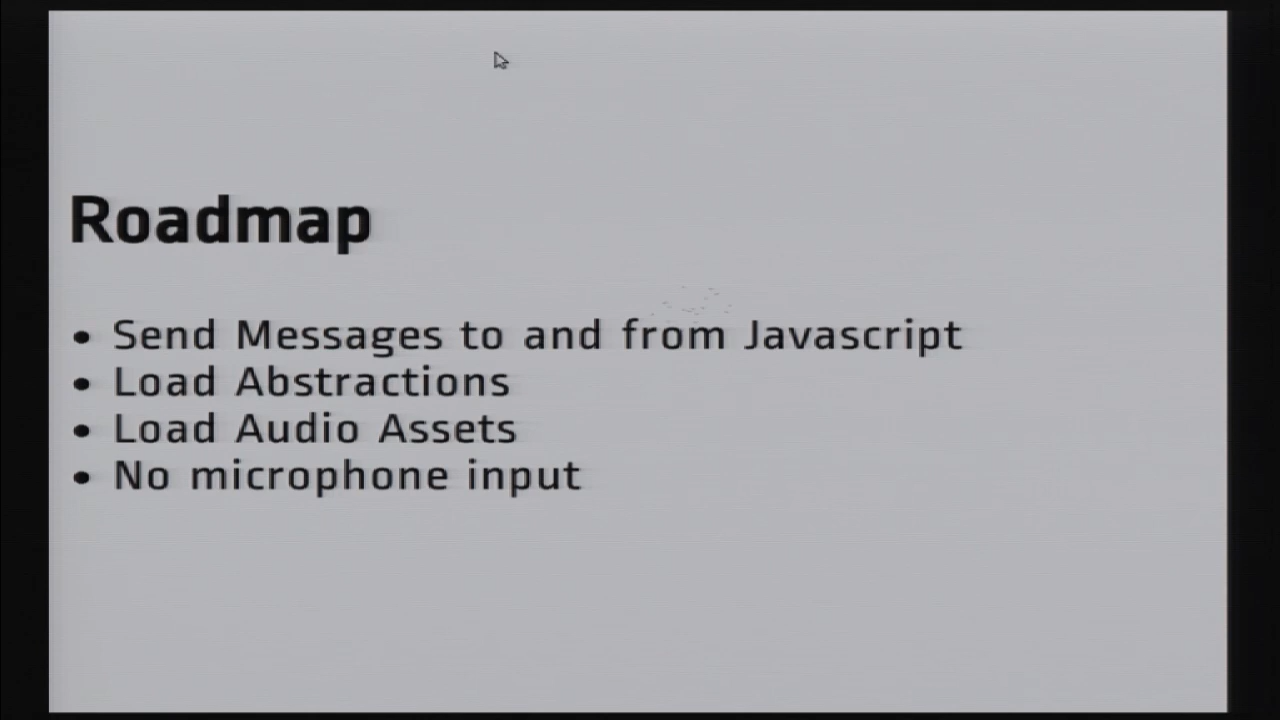 Roadmap
• Send Messages to and from Javascript
• Load Abstractions
• Load Audio Assets
• No microphone input